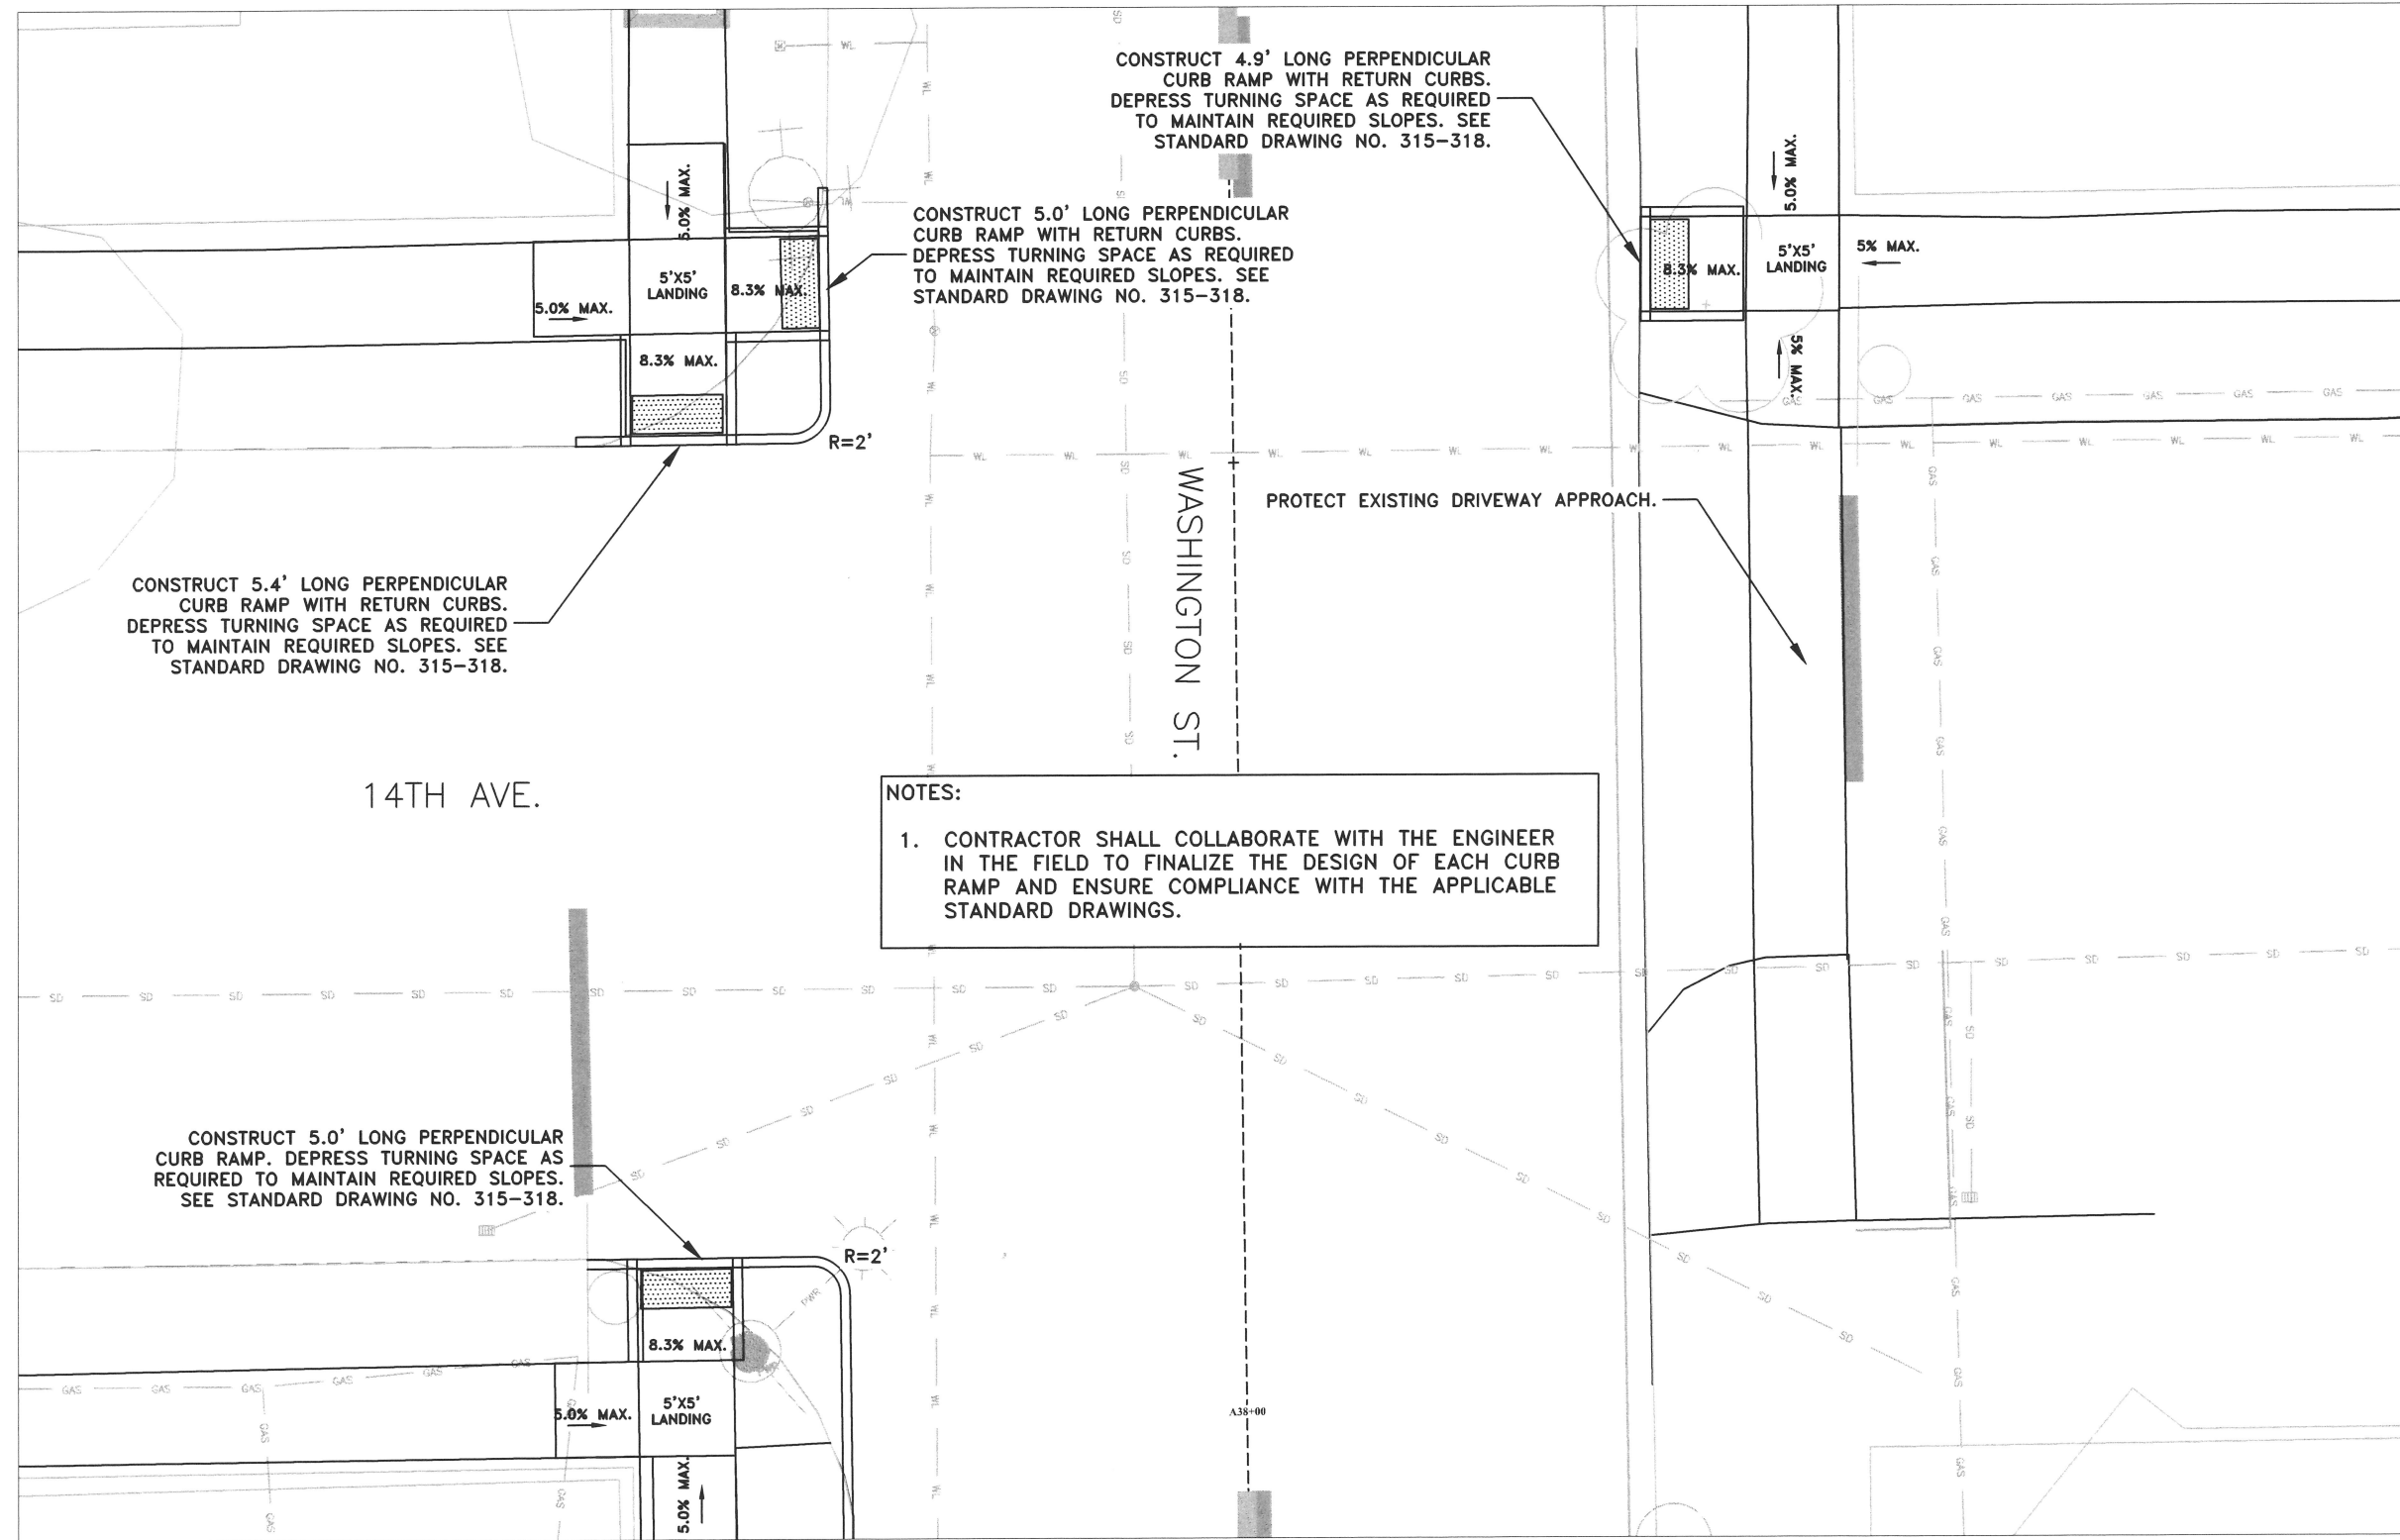 CONSTRUCT 4.9' LONG PERPENDICULAR
CURB RAMP WITH RETURN CURBS.
DEPRESS TURNING SPACE AS REQUIRED
TO MAINTAIN REQUIRED SLOPES. SEE
STANDARD DRAWING NO. 315-318.
CONSTRUCT 5.0' LONG PERPENDICULAR
CURB RAMP WITH RETURN CURBS.
DEPRESS TURNING SPACE AS REQUIRED
TO MAINTAIN REQUIRED SLOPES. SEE
STANDARD DRAWING NO. 315-318.
5.0% MAX.
5'X5'
LANDING
8.3% MAX.
5.0% MAX.
8.3% MAX.
R=2'
5.0% MAX.
8.3% MAX.
5'X5'
LANDING
5% MAX.
5% MAX.
PROTECT EXISTING DRIVEWAY APPROACH.
CONSTRUCT 5.4' LONG PERPENDICULAR
CURB RAMP WITH RETURN CURBS.
DEPRESS TURNING SPACE AS REQUIRED
TO MAINTAIN REQUIRED SLOPES. SEE
STANDARD DRAWING NO. 315-318.
WASHINGTON ST.
14TH AVE.
NOTES:
1. CONTRACTOR SHALL COLLABORATE WITH THE ENGINEER
IN THE FIELD TO FINALIZE THE DESIGN OF EACH CURB
RAMP AND ENSURE COMPLIANCE WITH THE APPLICABLE
STANDARD DRAWINGS.
CONSTRUCT 5.0' LONG PERPENDICULAR
CURB RAMP. DEPRESS TURNING SPACE AS
REQUIRED TO MAINTAIN REQUIRED SLOPES.
SEE STANDARD DRAWING NO. 315-318.
R=2'
PWR
8.3% MAX.
5.0% MAX.
5'X5'
LANDING
5.0% MAX.
A38+00
WL
SD
GAS